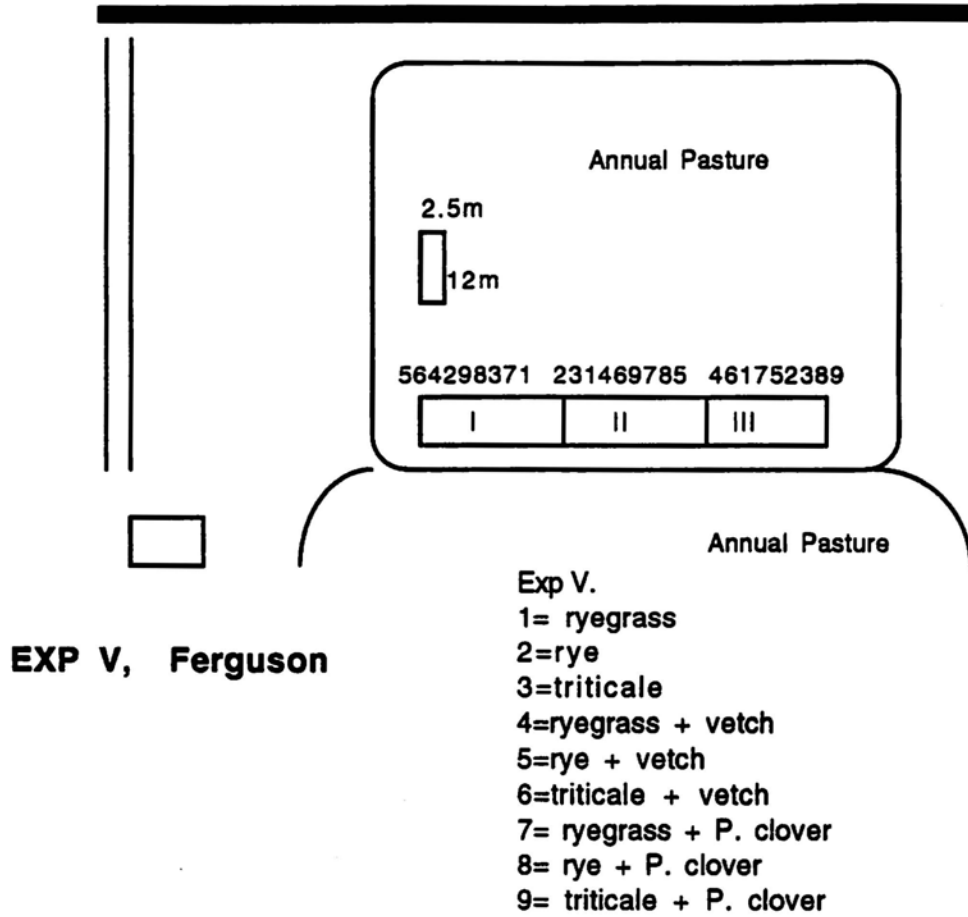 Annual Pasture
2.5m
12m
564298371 231469785 461752389
I II III
Annual Pasture
EXP V, Ferguson
Exp V.
1= ryegrass
2=rye
3=triticale
4=ryegrass + vetch
5=rye + vetch
6=triticale + vetch
7= ryegrass + P. clover
8= rye + P. clover
9= triticale + P. clover